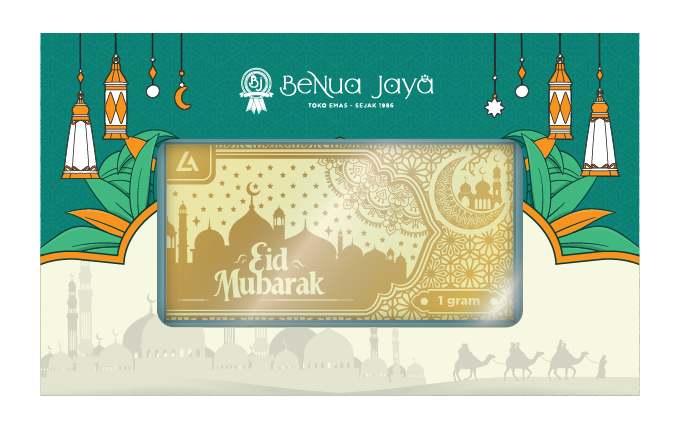 BJ
BeNua Jaya
TOKO EMAS - SEJAK 1986
Eid
Mubarak
1 gram